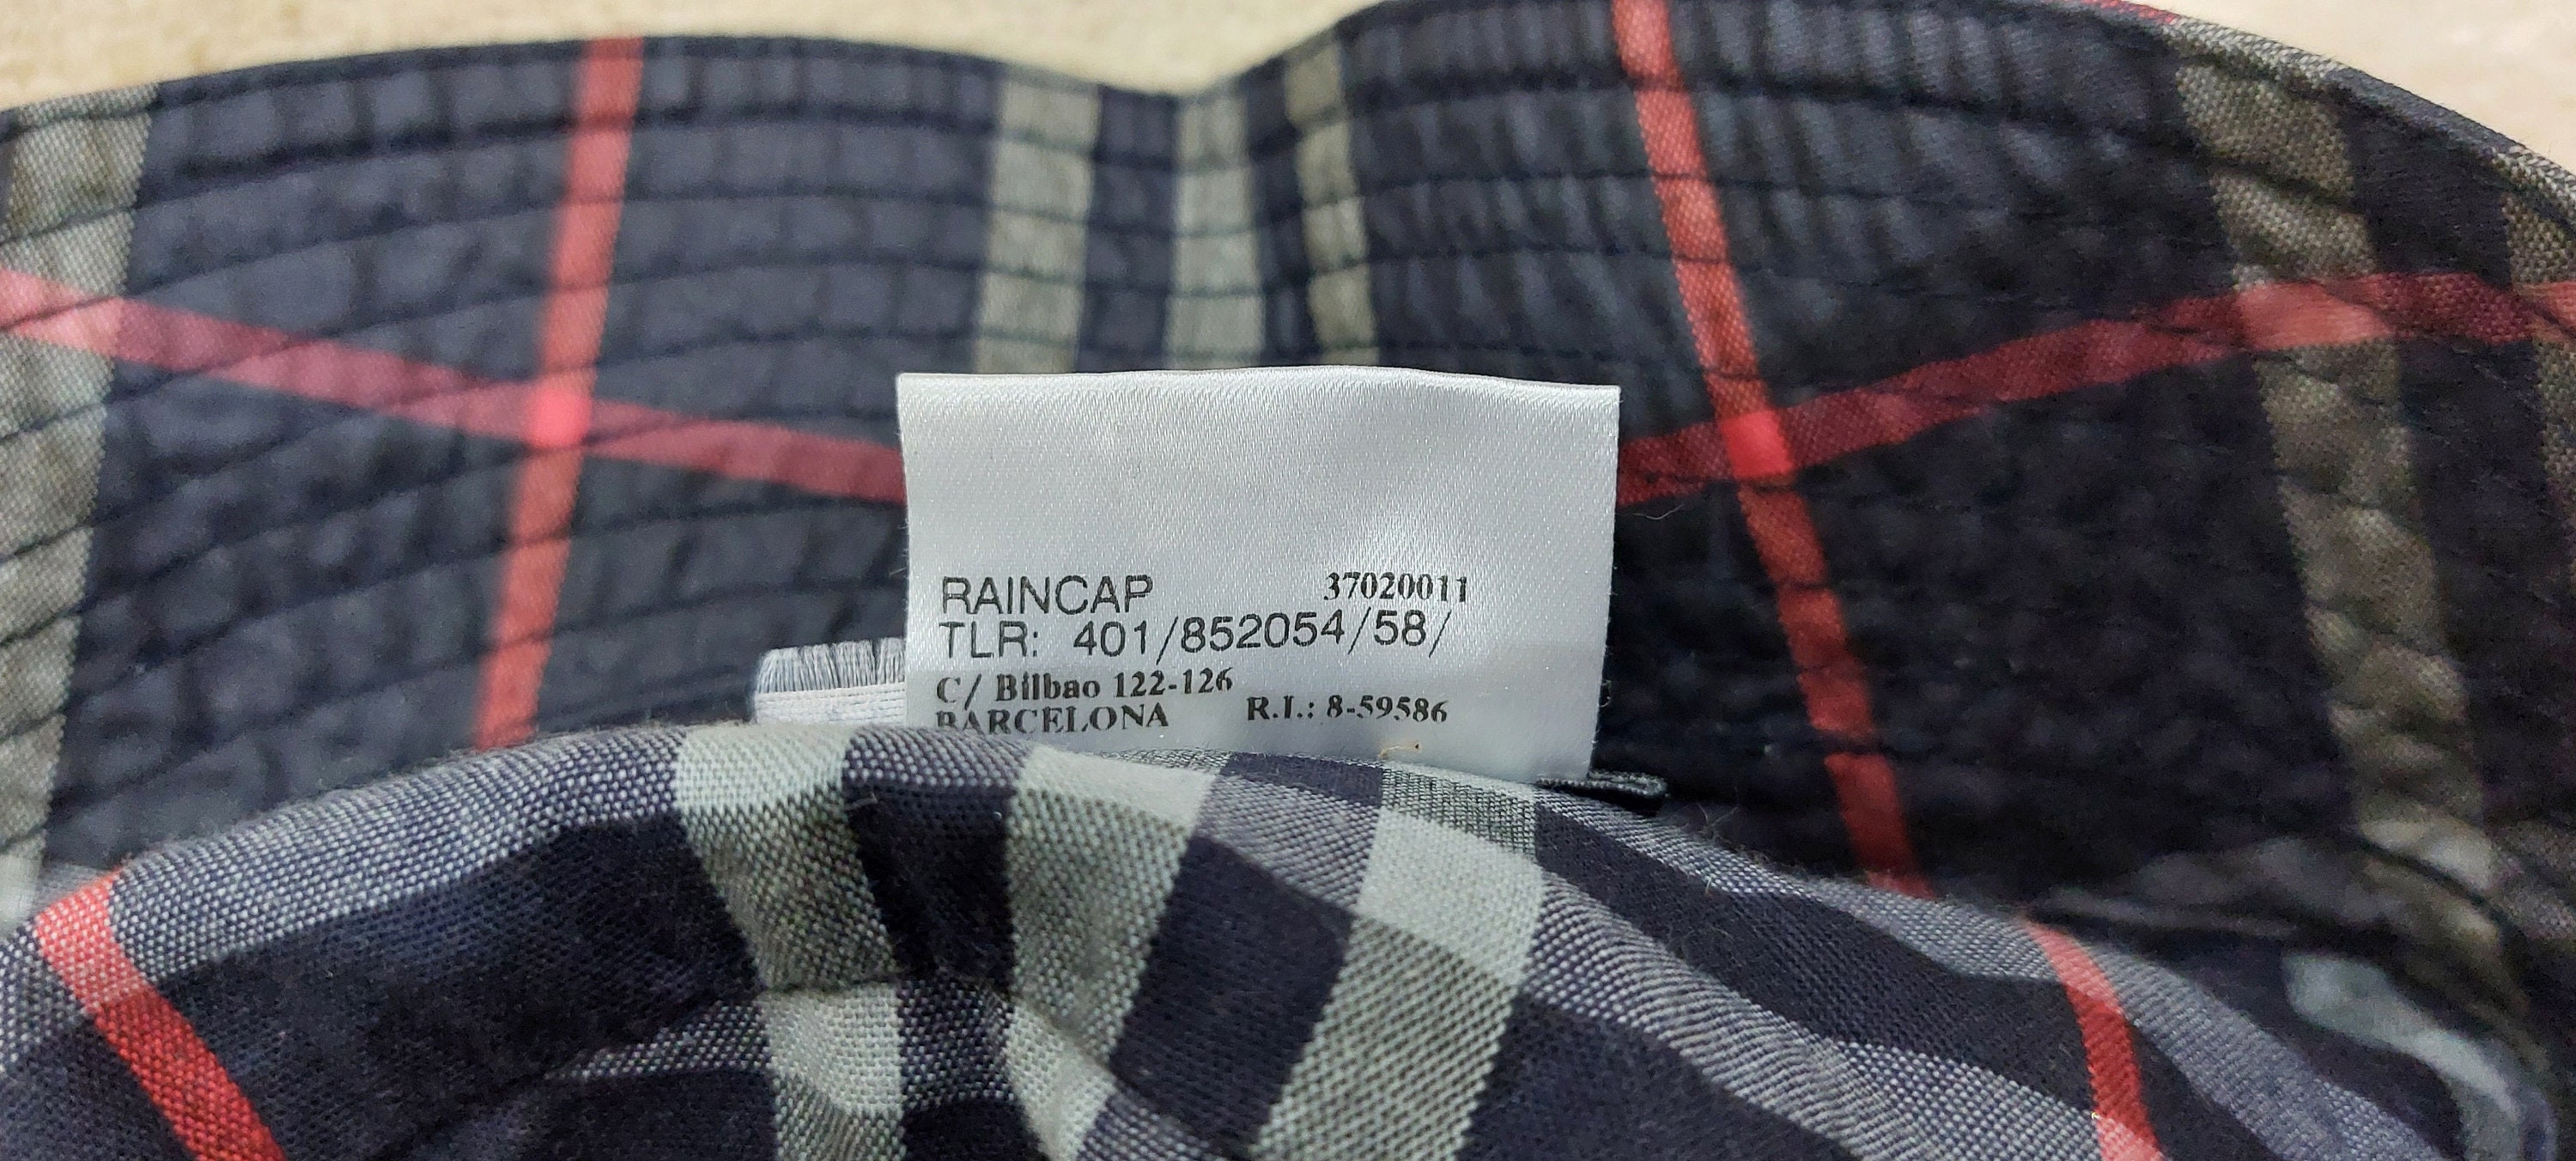 RAINCAP 37020011
TLR: 401/852054/58/
C/ Bilbao 122-126
BARCELONA R.I.: 8-59586